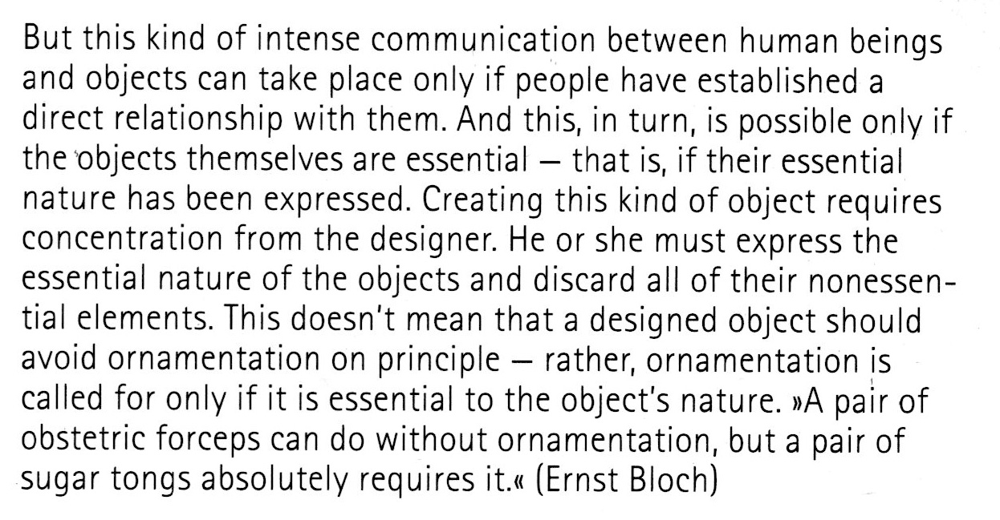 But this kind of intense communication between human beings
and objects can take place only if people have established a
direct relationship with them. And this, in turn, is possible only if
the objects themselves are essential – that is, if their essential
nature has been expressed. Creating this kind of object requires
concentration from the designer. He or she must express the
essential nature of the objects and discard all of their nonessen-
tial elements. This doesn't mean that a designed object should
avoid ornamentation on principle – rather, ornamentation is
called for only if it is essential to the object's nature. »A pair of
obstetric forceps can do without ornamentation, but a pair of
sugar tongs absolutely requires it.« (Ernst Bloch)